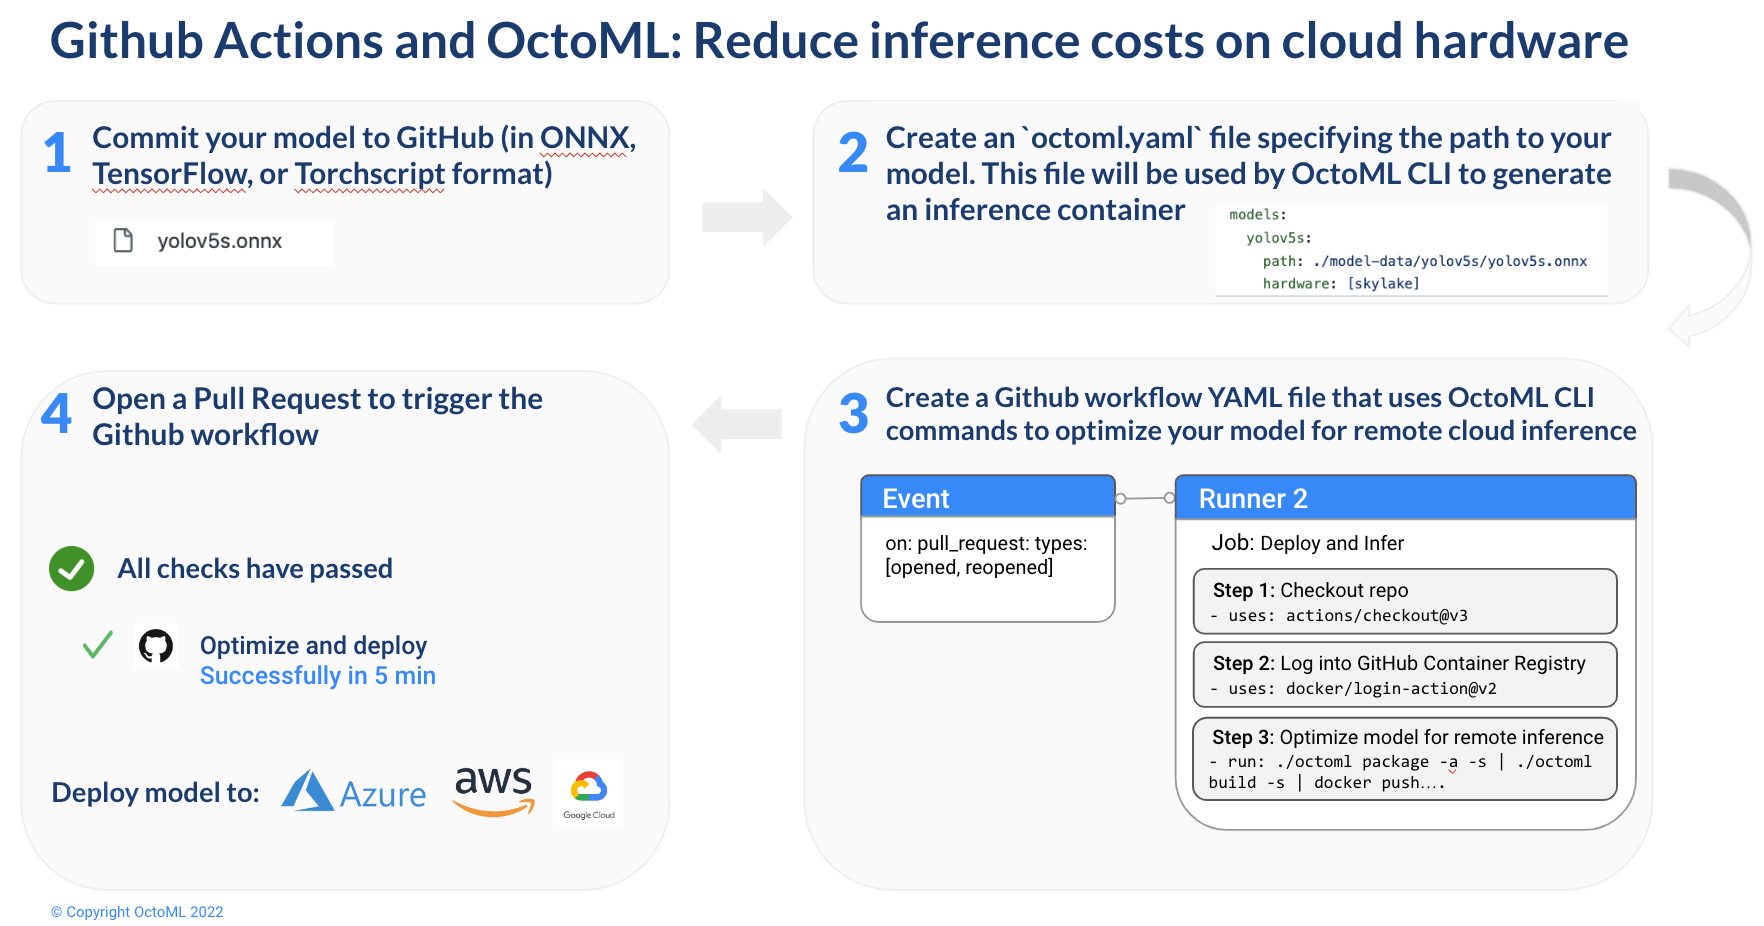 Github Actions and OctoML: Reduce inference costs on cloud hardware
1
Commit your model to GitHub (in ONNX,
TensorFlow, or Torchscript format)
yolov5s.onnx
2
Create an `octoml.yaml` file specifying the path to your
model. This file will be used by OctoML CLI to generate
an inference container
models:
yolov5s:
path: ./model-data/yolov5s/yolov5s.onnx
hardware: [skylake]
3
Create a Github workflow YAML file that uses OctoML CLI
commands to optimize your model for remote cloud inference
Event
on: pull_request: types:
[opened, reopened]
Runner 2
Job: Deploy and Infer
Step 1: Checkout repo
- uses: actions/checkout@v3
Step 2: Log into GitHub Container Registry
- uses: docker/login-action@v2
Step 3: Optimize model for remote inference
- run: ./octoml package -a -s | ./octoml
build -s | docker push….
4
Open a Pull Request to trigger the
Github workflow
All checks have passed
Optimize and deploy
Successfully in 5 min
Deploy model to:
Azure
aws
Google Cloud
© Copyright OctoML 2022